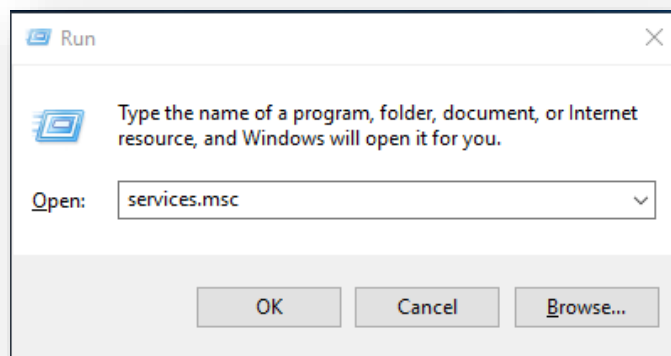 Run
Type the name of a program, folder, document, or Internet
resource, and Windows will open it for you.
Open: services.msc
OK Cancel Browse...